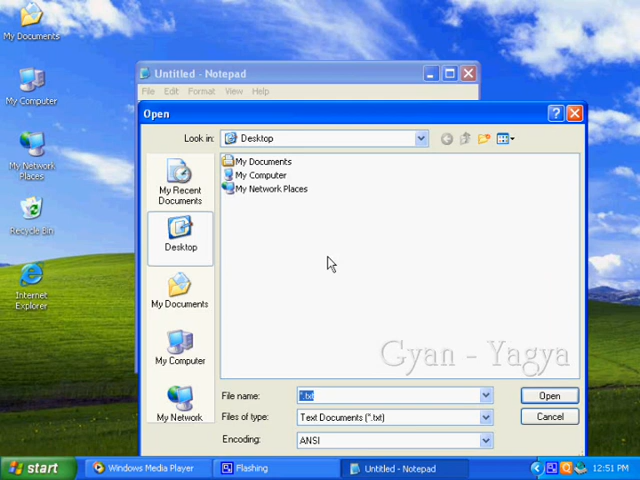 My Documents
My Computer
My Network
Places
Recycle Bin
Internet
Explorer
Untitled - Notepad
File Edit Format View Help
Open
Look in: Desktop
My Recent
Documents
Desktop
My Documents
My Computer
My Network
My Documents
My Computer
My Network Places
Gyan - Yagya
File name: *.txt Open
Files of type: Text Documents (*.txt) Cancel
Encoding: ANSI
start Windows Media Player Flashing Untitled - Notepad 12:51 PM